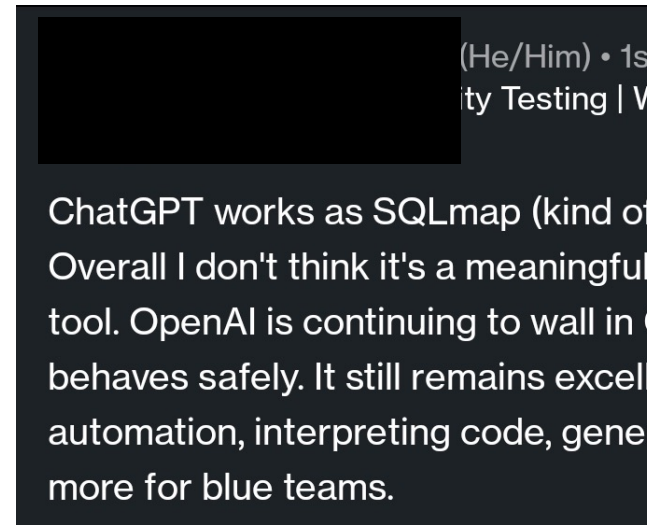 (He/Him) • 1s
ity Testing |
ChatGPT works as SQLmap (kind of
Overall I don't think it's a meaningful
tool. OpenAI is continuing to wall in
behaves safely. It still remains excell
automation, interpreting code, gene
more for blue teams.